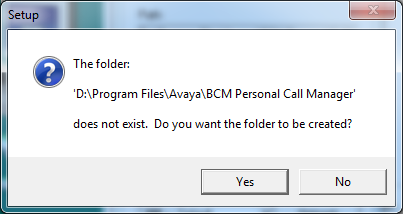 Setup
The folder:
'D:\Program Files\Avaya\BCM Personal Call Manager'
does not exist.  Do you want the folder to be created?
Yes No